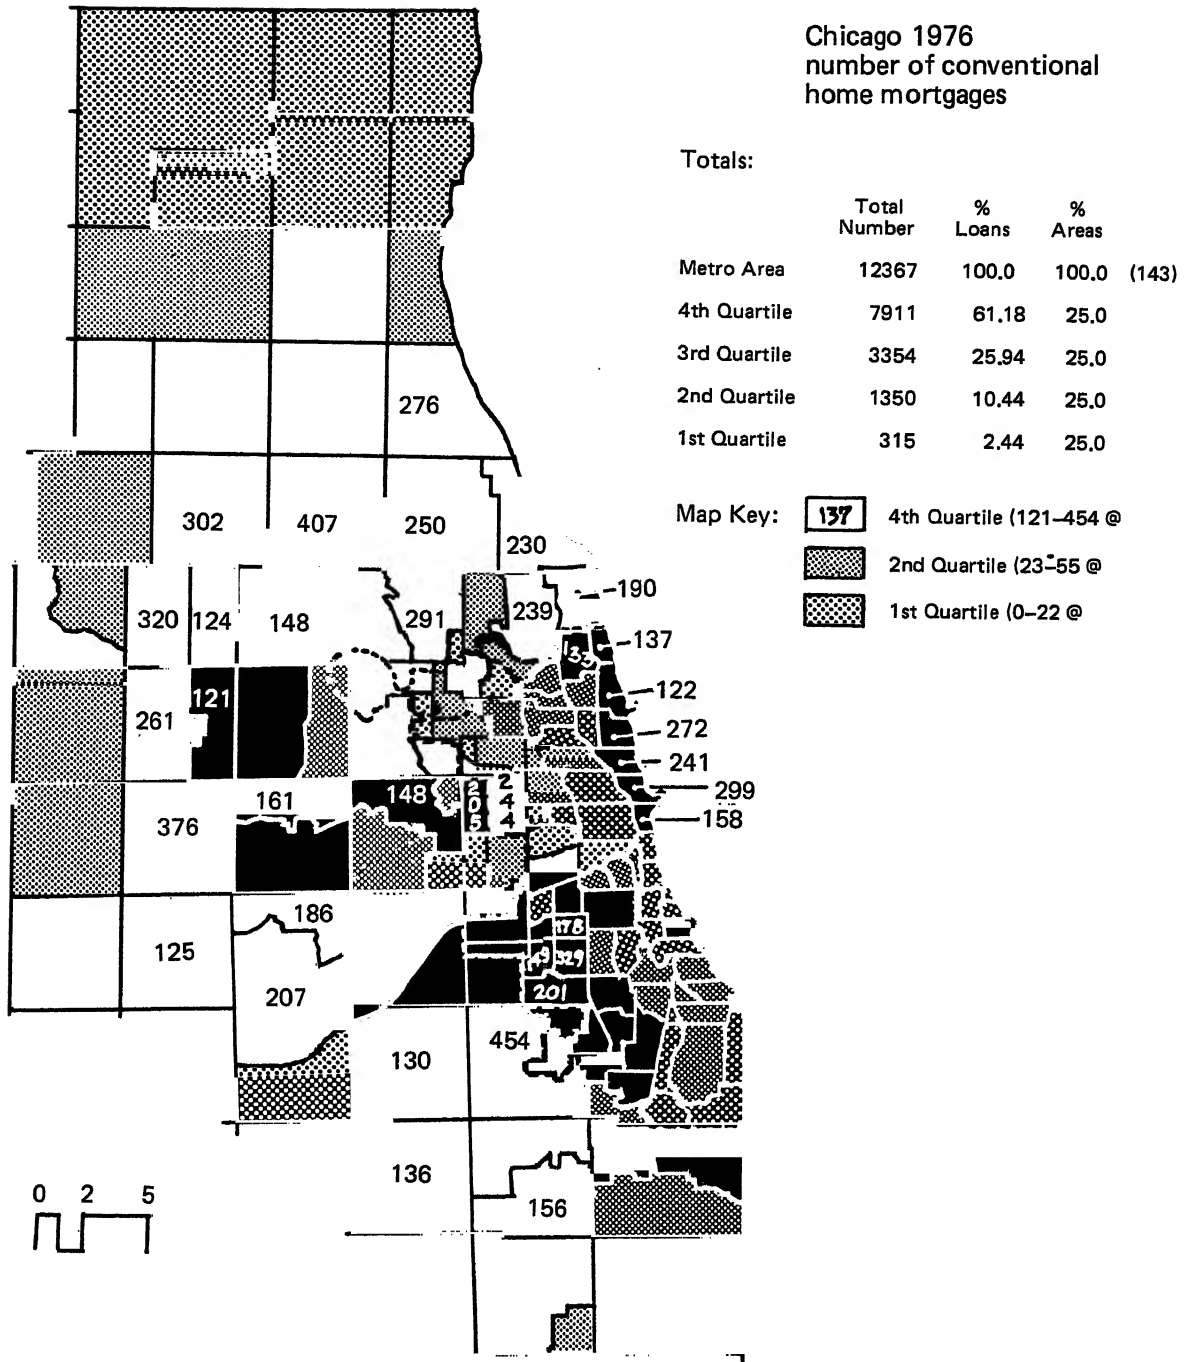 Chicago 1976
number of conventional
home mortgages
Totals:
Total Number % Loans % Areas
Metro Area 12367 100.0 100.0 (143)
4th Quartile 7911 61.18 25.0
3rd Quartile 3354 25.94 25.0
2nd Quartile 1350 10.44 25.0
1st Quartile 315 2.44 25.0
Map Key:
137 4th Quartile (121–454 @
2nd Quartile (23–55 @
1st Quartile (0–22 @
276
302 407 250
230
190
320 124 148 291 239
137
133
122
121
261
272
241
299
161 148 205 244
158
376
186
178
125
149 329
207
201
454
130
136
156
0 2 5